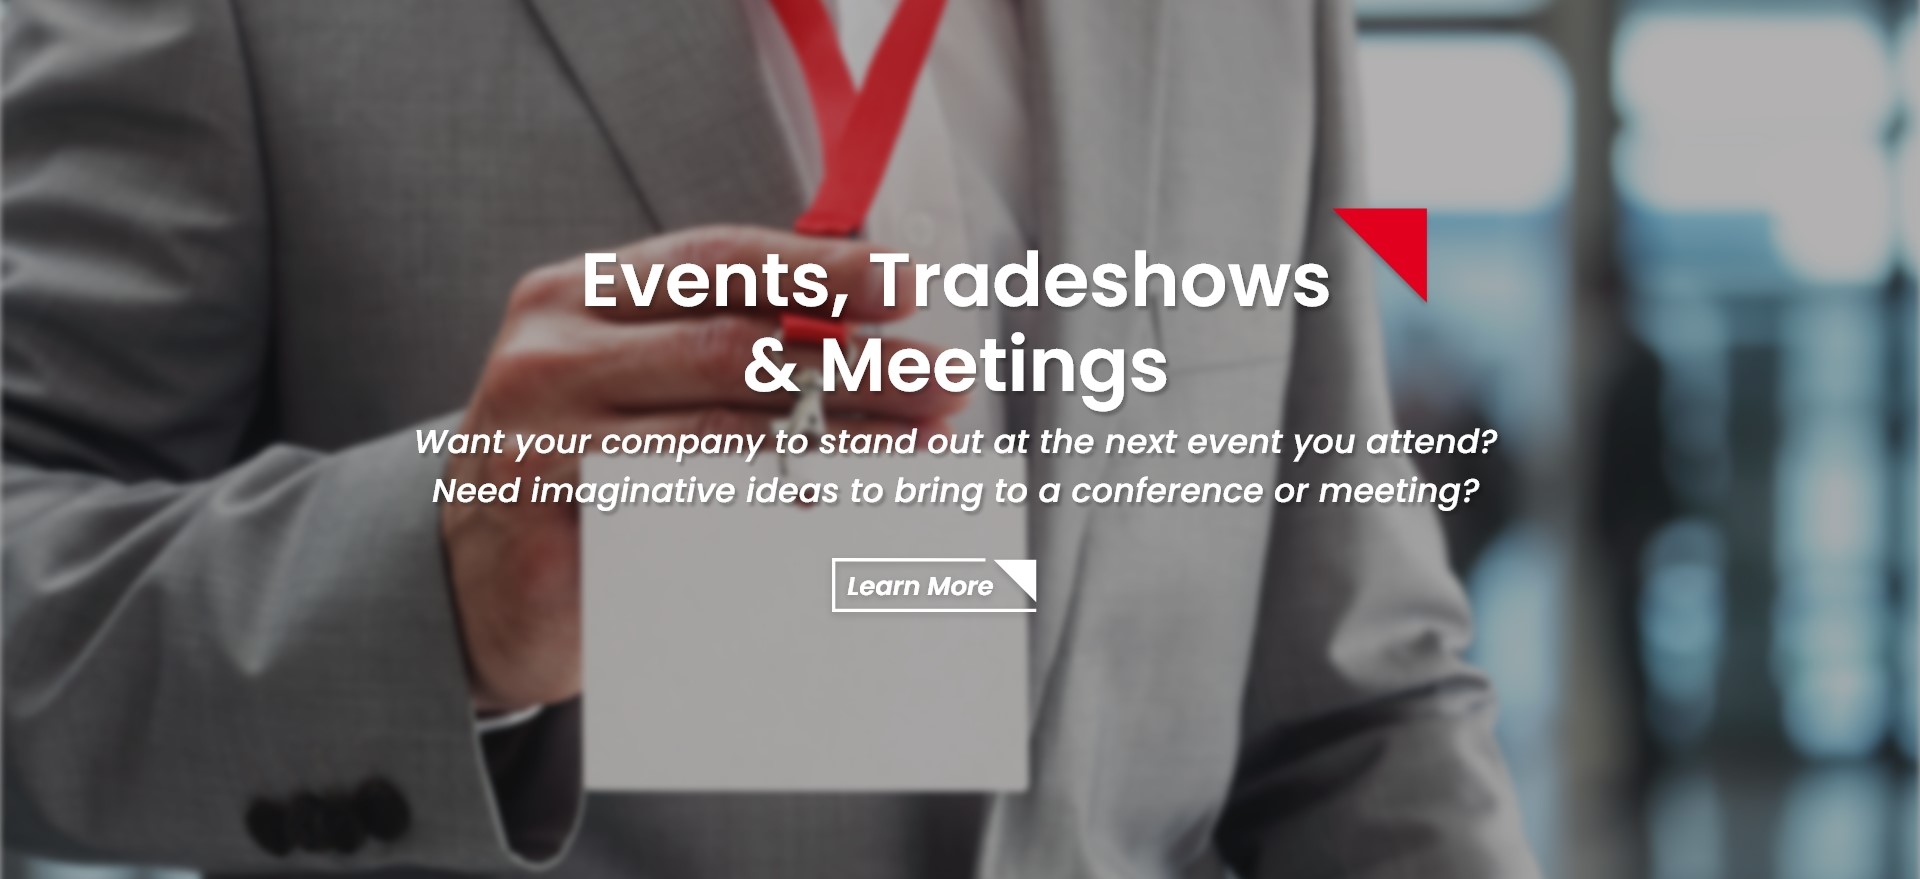 Events, Tradeshows
& Meetings
Want your company to stand out at the next event you attend?
Need imaginative ideas to bring to a conference or meeting?
Learn More